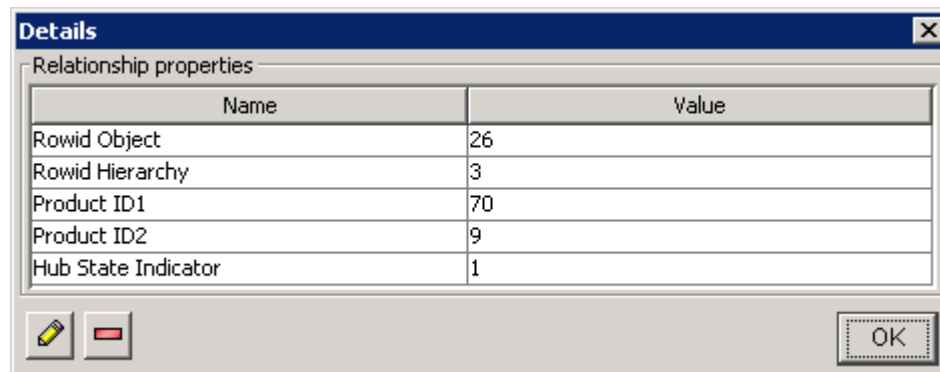 Details
Relationship properties
Name Value
Rowid Object 26
Rowid Hierarchy 3
Product ID1 70
Product ID2 9
Hub State Indicator 1
OK